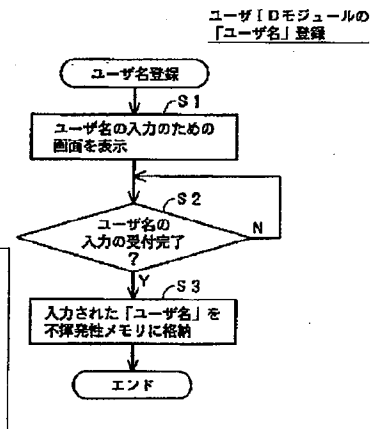 ユーザIDモジュールの
「ユーザ名」登録
ユーザ名登録
S1
ユーザ名の入力のための
画面を表示
S2
ユーザ名の
入力の受付完了
?
N
Y
S3
入力された「ユーザ名」を
不揮発性メモリに格納
エンド